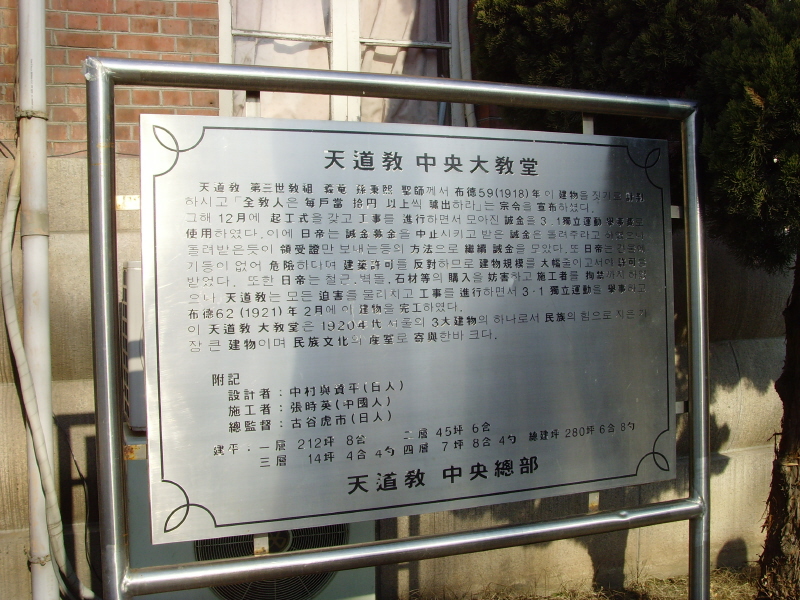 天道敎 中央大敎堂
天道敎 第三世敎祖 義菴 孫秉熙 聖師께서 布德59(1918)年 이 建物을 짓기로
하시고 「全敎人은 每戶當 拾円 以上씩 誠出하라」는 宗令을 宣布하셨다.
그해 12月에 起工式을 갖고 工事를 進行하면서 모아진 誠金을 3·1獨立運動
使用하였다. 이에 日帝는 誠金募金을 中止시키고 받은 誠金을 돌려주라고
돌려받은듯이 領受證만 보내는등의 方法으로 繼續 誠金을 모았다. 또 日帝는
기둥이 없어 危險하다며 建築許可를 反對하므로 建物規模를 大幅 許可를
받았다. 또한 日帝는 철근, 벽돌, 石材等의 購入을 妨害하고 施工者를
으나 天道敎는 모든 迫害를 물리치고 工事를 進行하면서 3·1 獨立運動을
布德62(1921)年 2月에 이 建物을 完工하였다.
이 天道敎 大敎堂은 1920年代 서울의 3大建物의 하나로서 民族의 힘으로
장 큰 建物이며 民族文化의 座室로 寄與한바 크다.
附記
設計者 : 中村與資平(日人)
施工者 : 張時英(中國人)
總監督 : 古谷虎市(日人)
建坪 · 一層 212坪 8合 二層 45坪 6合
三層 14坪 4合 4勺 四層 7坪 8合 4勺 總建坪 280坪 6合 8勺
天道敎 中央總部